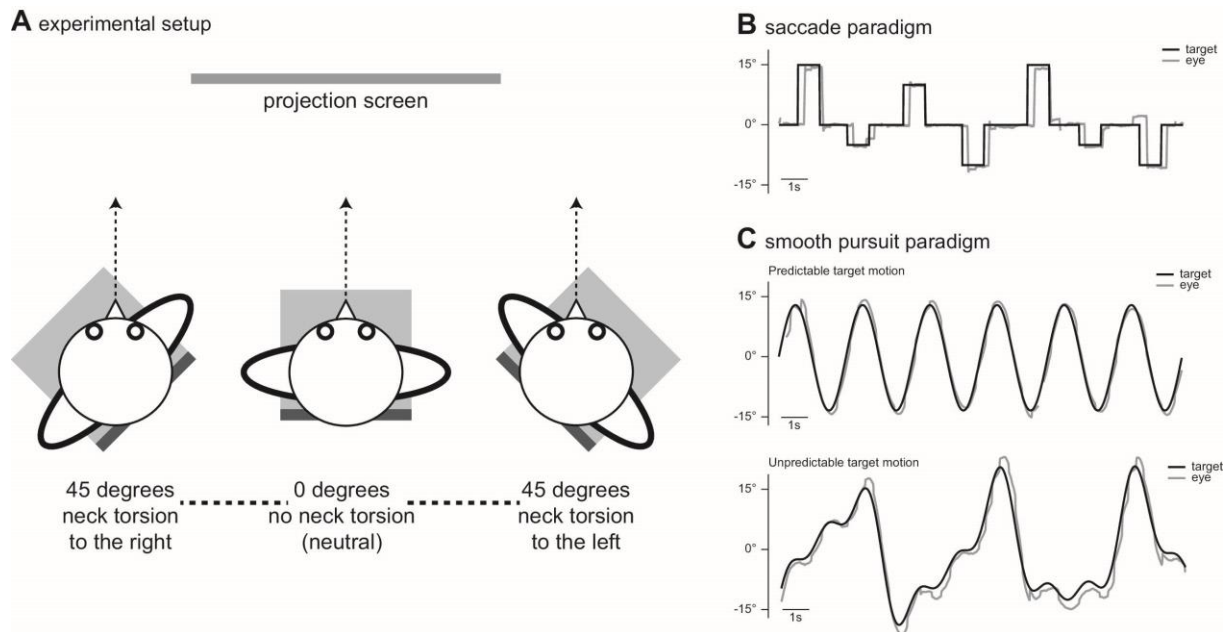 A experimental setup
projection screen
45 degrees
neck torsion
to the right
0 degrees
no neck torsion
(neutral)
45 degrees
neck torsion
to the left
B saccade paradigm
target
eye
15°
0°
-15°
1s
C smooth pursuit paradigm
Predictable target motion
target
eye
15°
0°
-15°
1s
Unpredictable target motion
target
eye
15°
0°
-15°
1s